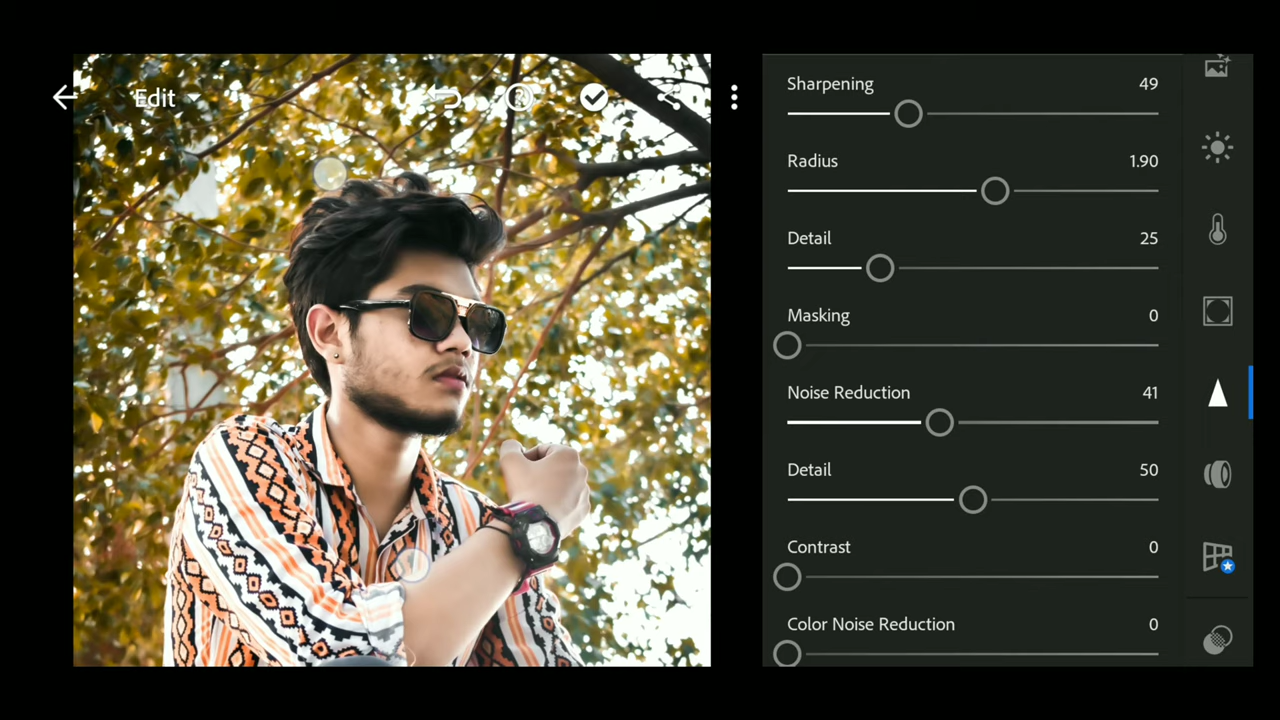 Edit
Sharpening 49
Radius 1.90
Detail 25
Masking 0
Noise Reduction 41
Detail 50
Contrast 0
Color Noise Reduction 0